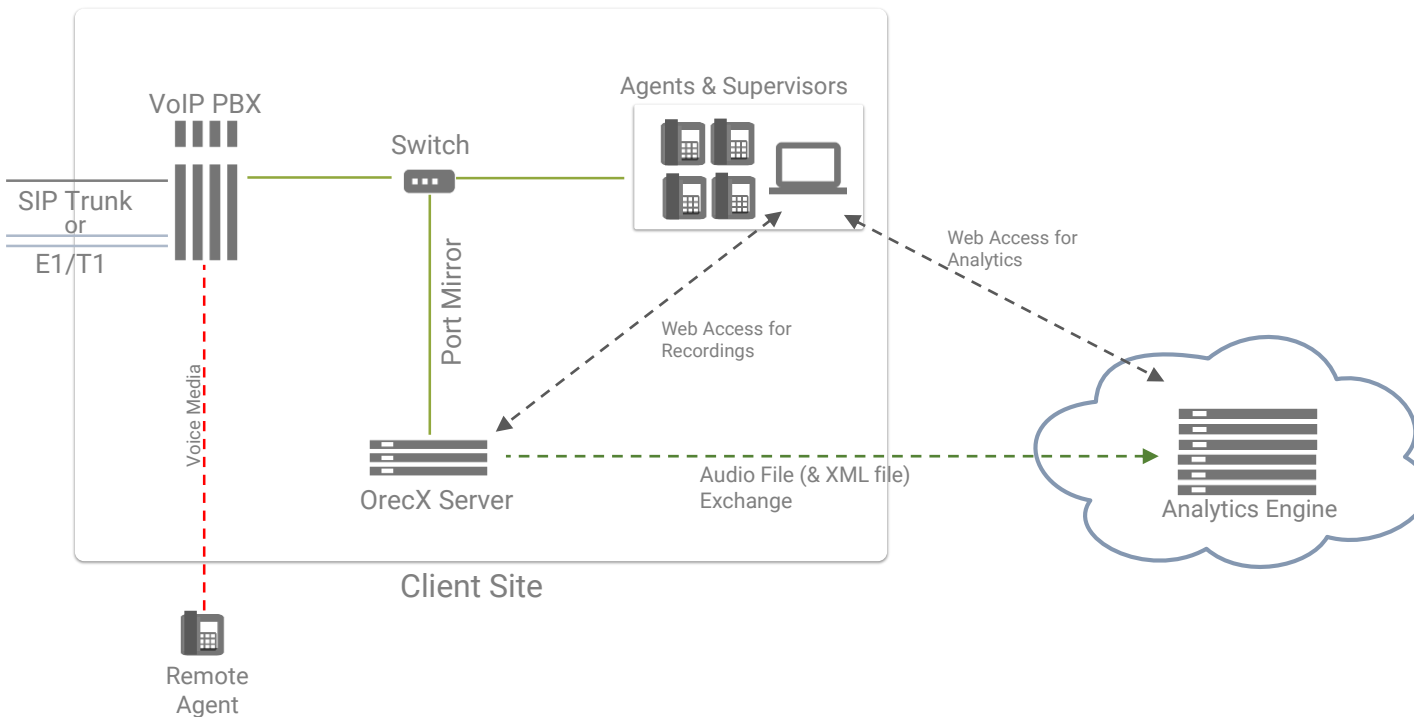 Agents & Supervisors
VoIP PBX
Switch
SIP Trunk
or
E1/T1
Web Access for
Analytics
Port Mirror
Web Access for
Recordings
Voice Media
Audio File (& XML file)
Exchange
OrecX Server
Analytics Engine
Client Site
Remote
Agent